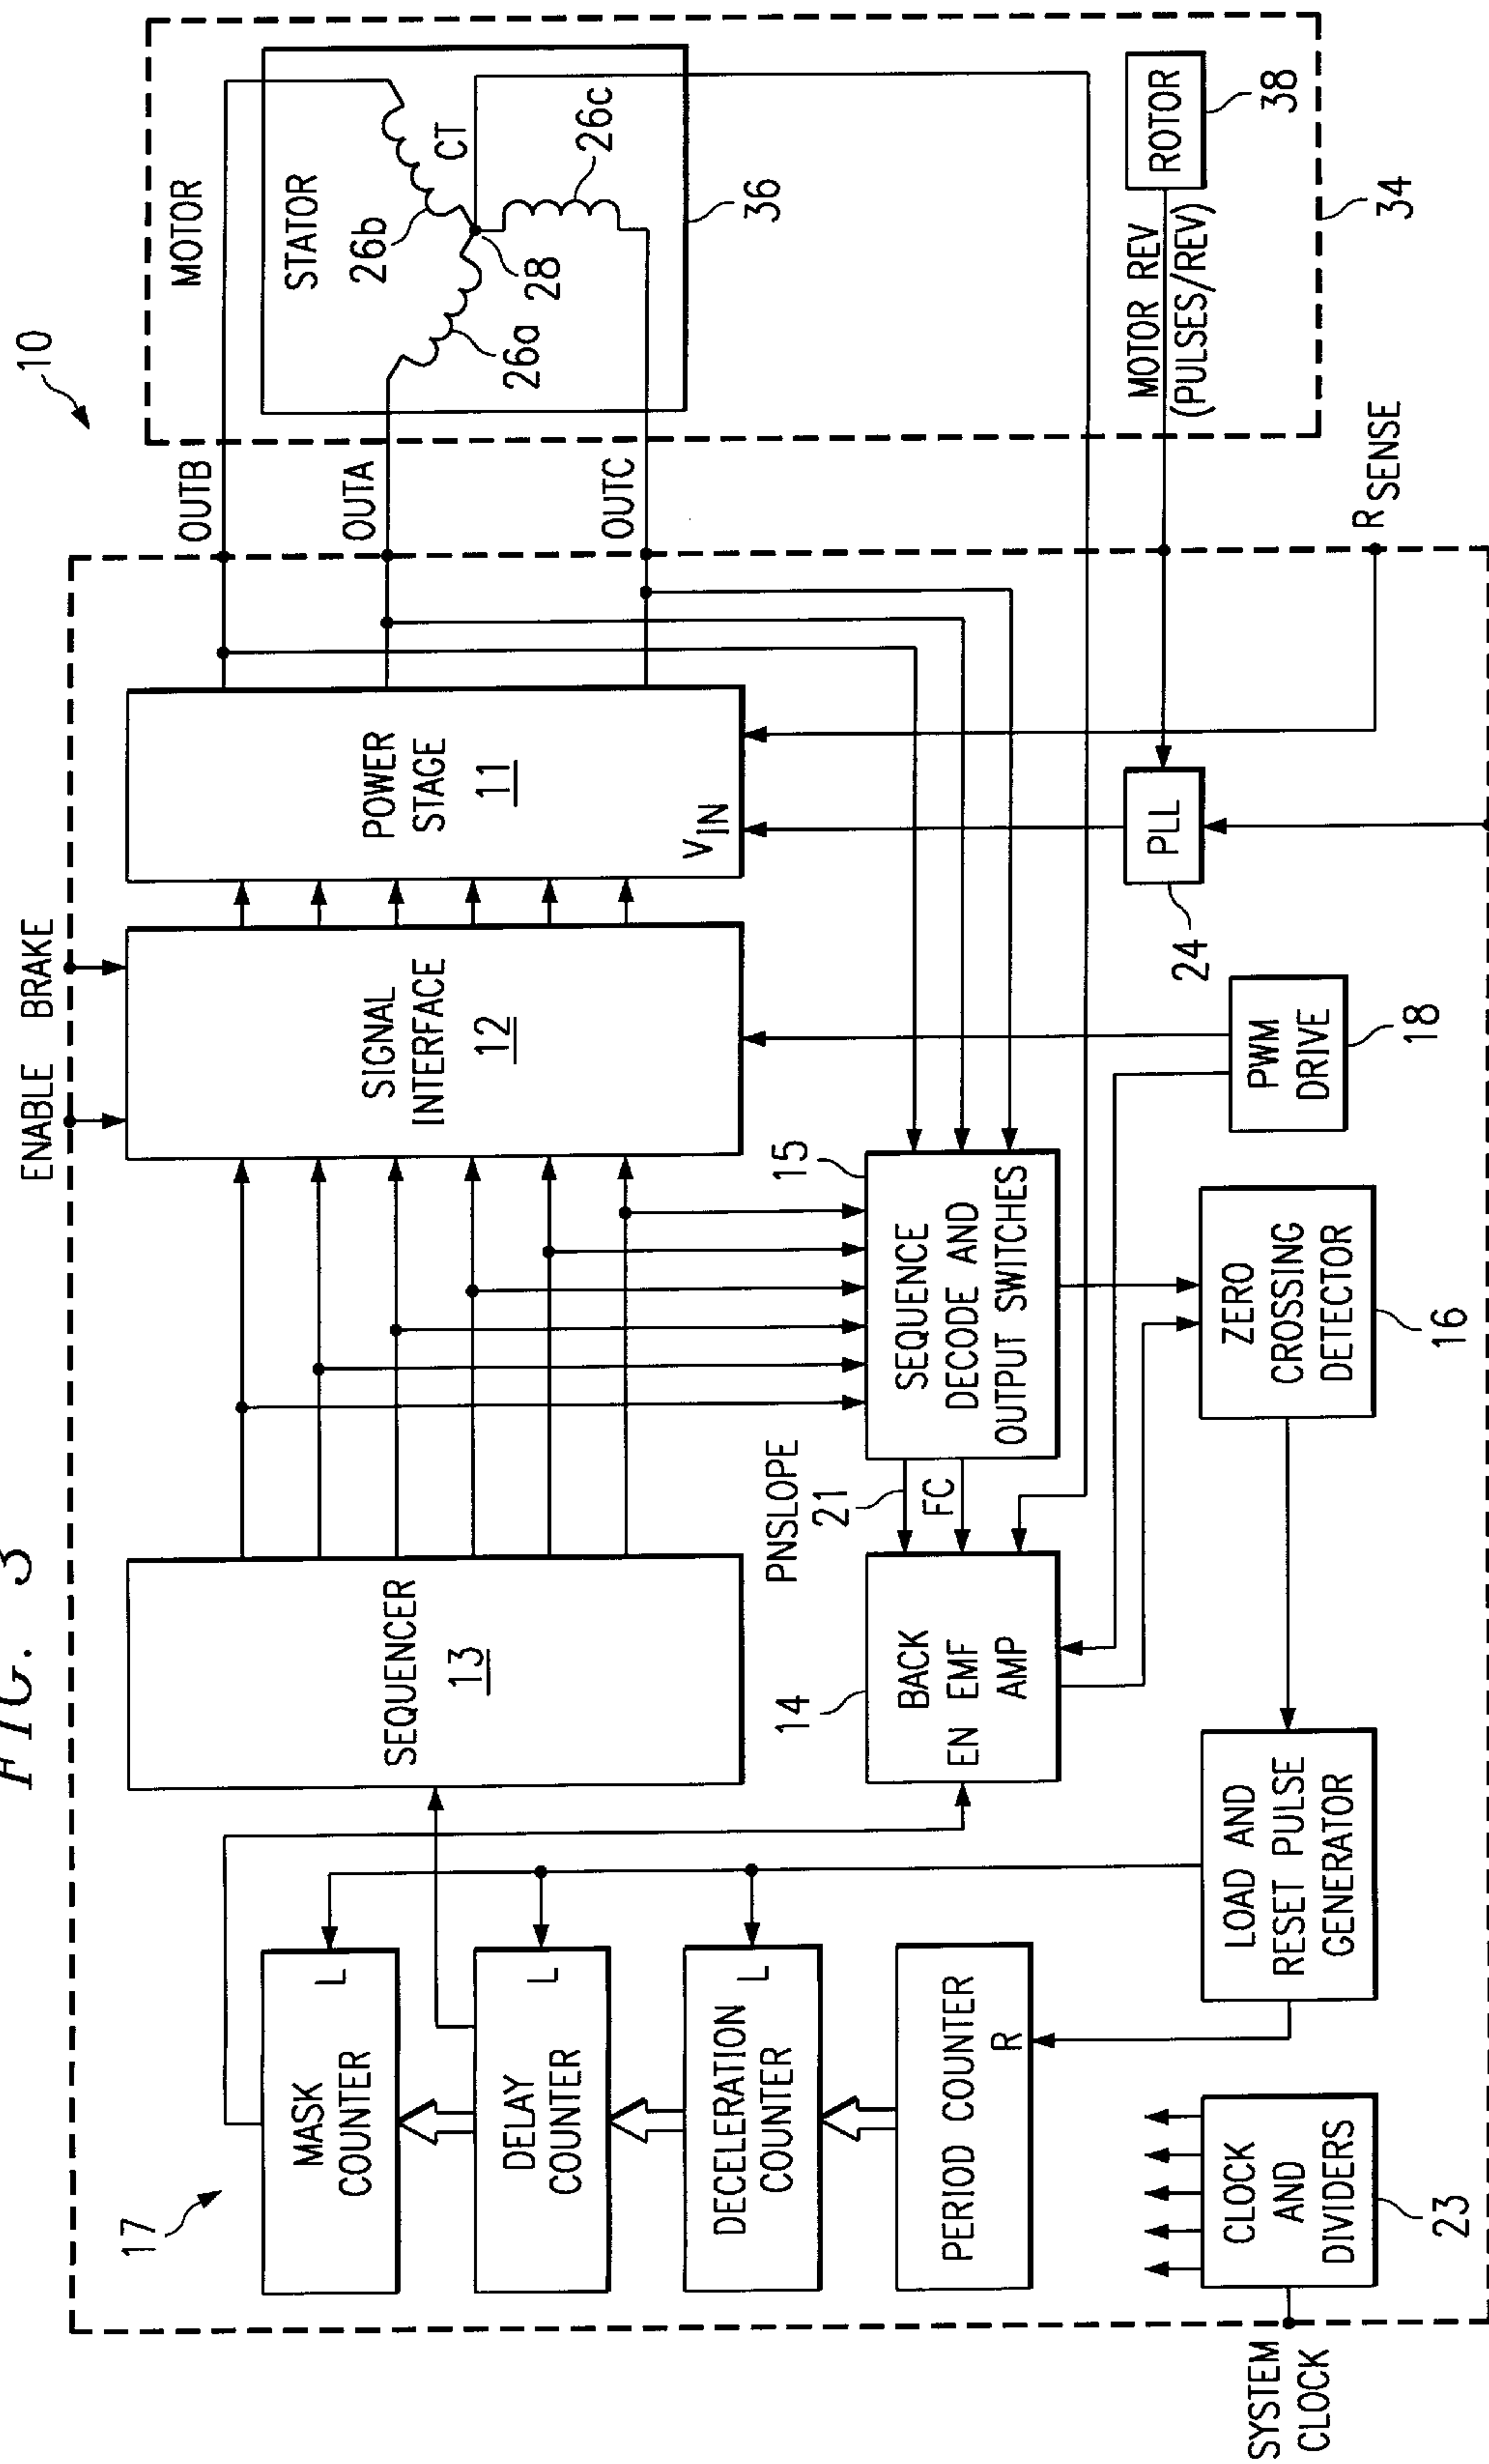 FIG. 3
10
ENABLE BRAKE
17
MASK
COUNTER
L
DELAY
COUNTER
L
DECELERATION
COUNTER
L
PERIOD COUNTER
R
SEQUENCER
13
SIGNAL
INTERFACE
12
POWER
STAGE
11
VIN
OUTB
OUTA
OUTC
MOTOR
STATOR
26b
CT
26a
28
26c
36
MOTOR REV
(PULSES/REV)
ROTOR
38
34
RSENSE
PNSLOPE
21
FC
14
BACK
EN EMF
AMP
15
SEQUENCE
DECODE AND
OUTPUT SWITCHES
PLL
24
PWM
DRIVE
18
ZERO
CROSSING
DETECTOR
16
LOAD AND
RESET PULSE
GENERATOR
CLOCK
AND
DIVIDERS
23
SYSTEM
CLOCK